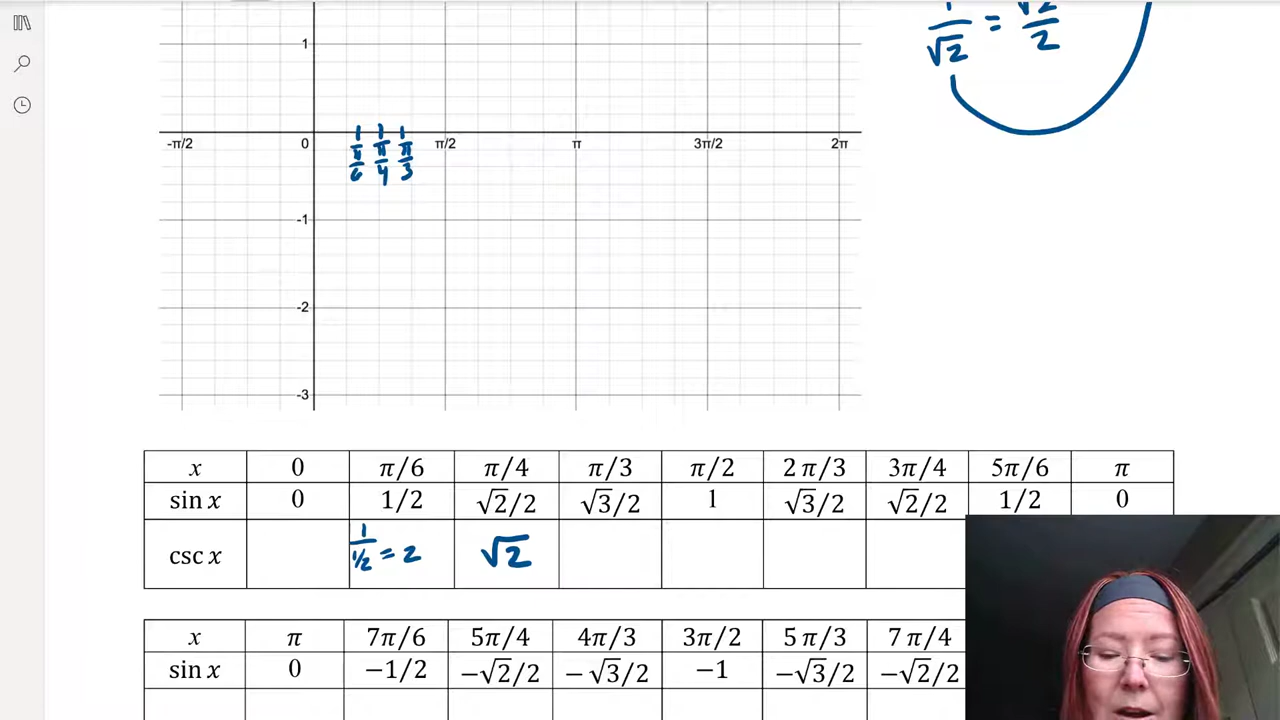 1/√2 = √2/2
1
-π/2 0 π/6 π/4 π/3 π/2 π 3π/2 2π
-1
-2
-3
x 0 π/6 π/4 π/3 π/2 2π/3 3π/4 5π/6 π
sin x 0 1/2 √2/2 √3/2 1 √3/2 √2/2 1/2 0
csc x 1/1/2 = 2 √2
x π 7π/6 5π/4 4π/3 3π/2 5π/3 7π/4
sin x 0 −1/2 −√2/2 −√3/2 −1 −√3/2 −√2/2